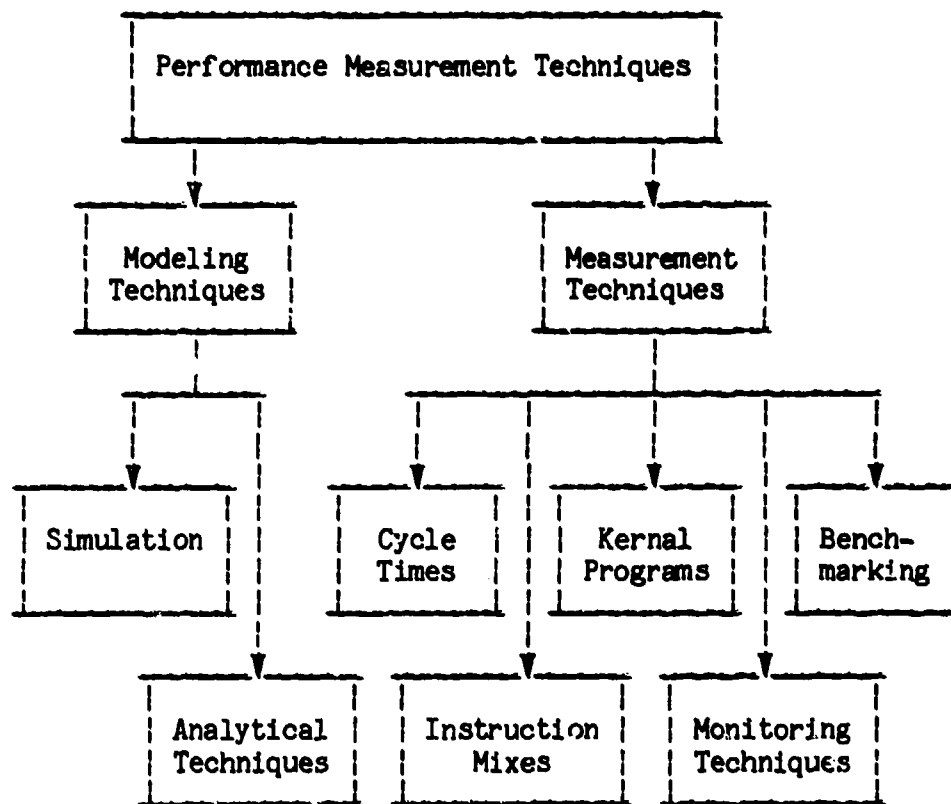 Performance Measurement Techniques
Modeling
Techniques
Measurement
Techniques
Simulation
Cycle
Times
Kernal
Programs
Bench-
marking
Analytical
Techniques
Instruction
Mixes
Monitoring
Techniques